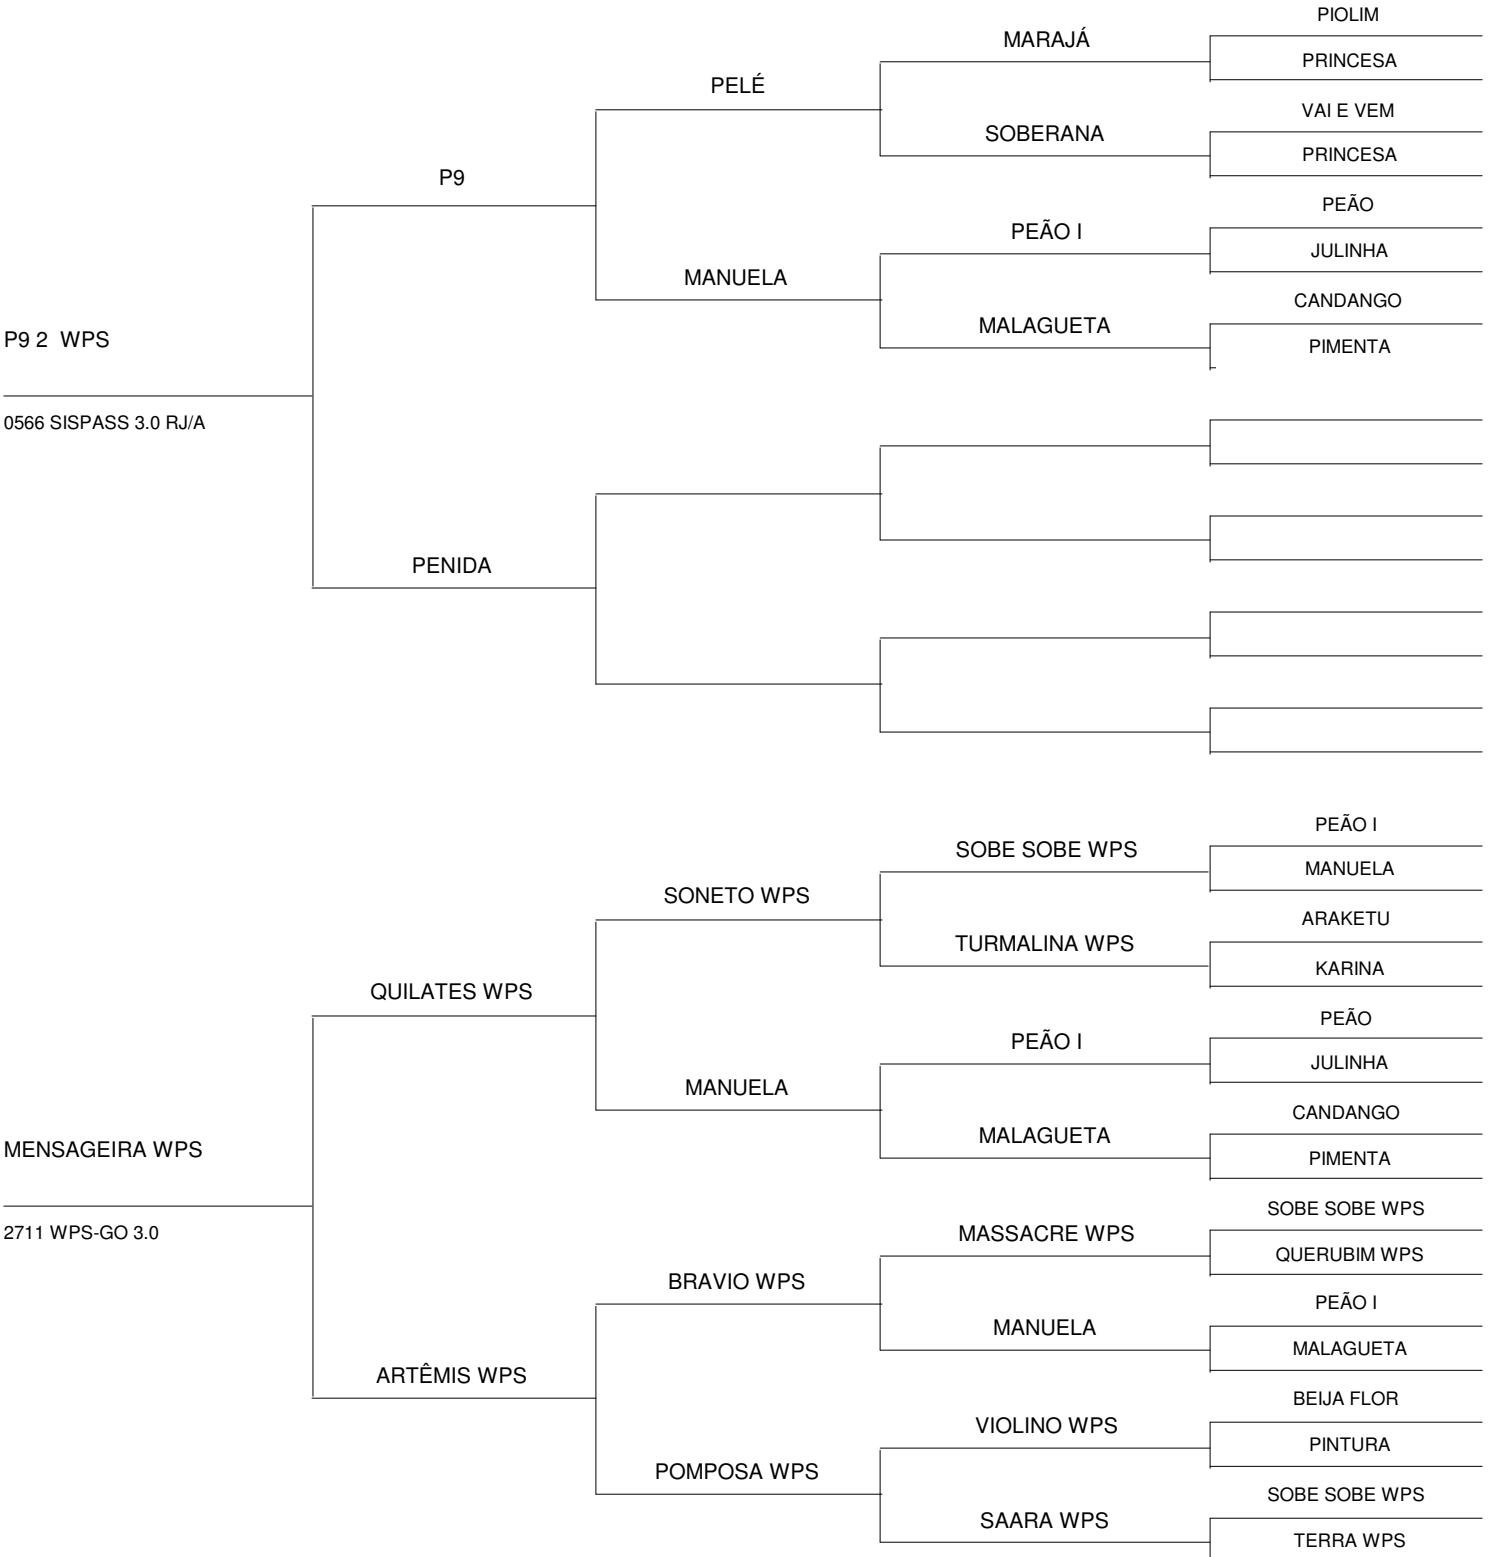 PIOLIM
MARAJÁ
PRINCESA
PELÉ
VAI E VEM
SOBERANA
PRINCESA
P9
PEÃO
PEÃO I
JULINHA
MANUELA
CANDANGO
MALAGUETA
P9 2  WPS
PIMENTA
0566 SISPASS 3.0 RJ/A
PENIDA
PEÃO I
SOBE SOBE WPS
MANUELA
SONETO WPS
ARAKETU
TURMALINA WPS
KARINA
QUILATES WPS
PEÃO
PEÃO I
JULINHA
MANUELA
CANDANGO
MALAGUETA
MENSAGEIRA WPS
PIMENTA
SOBE SOBE WPS
2711 WPS-GO 3.0
MASSACRE WPS
QUERUBIM WPS
BRAVIO WPS
PEÃO I
MANUELA
MALAGUETA
ARTÊMIS WPS
BEIJA FLOR
VIOLINO WPS
PINTURA
POMPOSA WPS
SOBE SOBE WPS
SAARA WPS
TERRA WPS